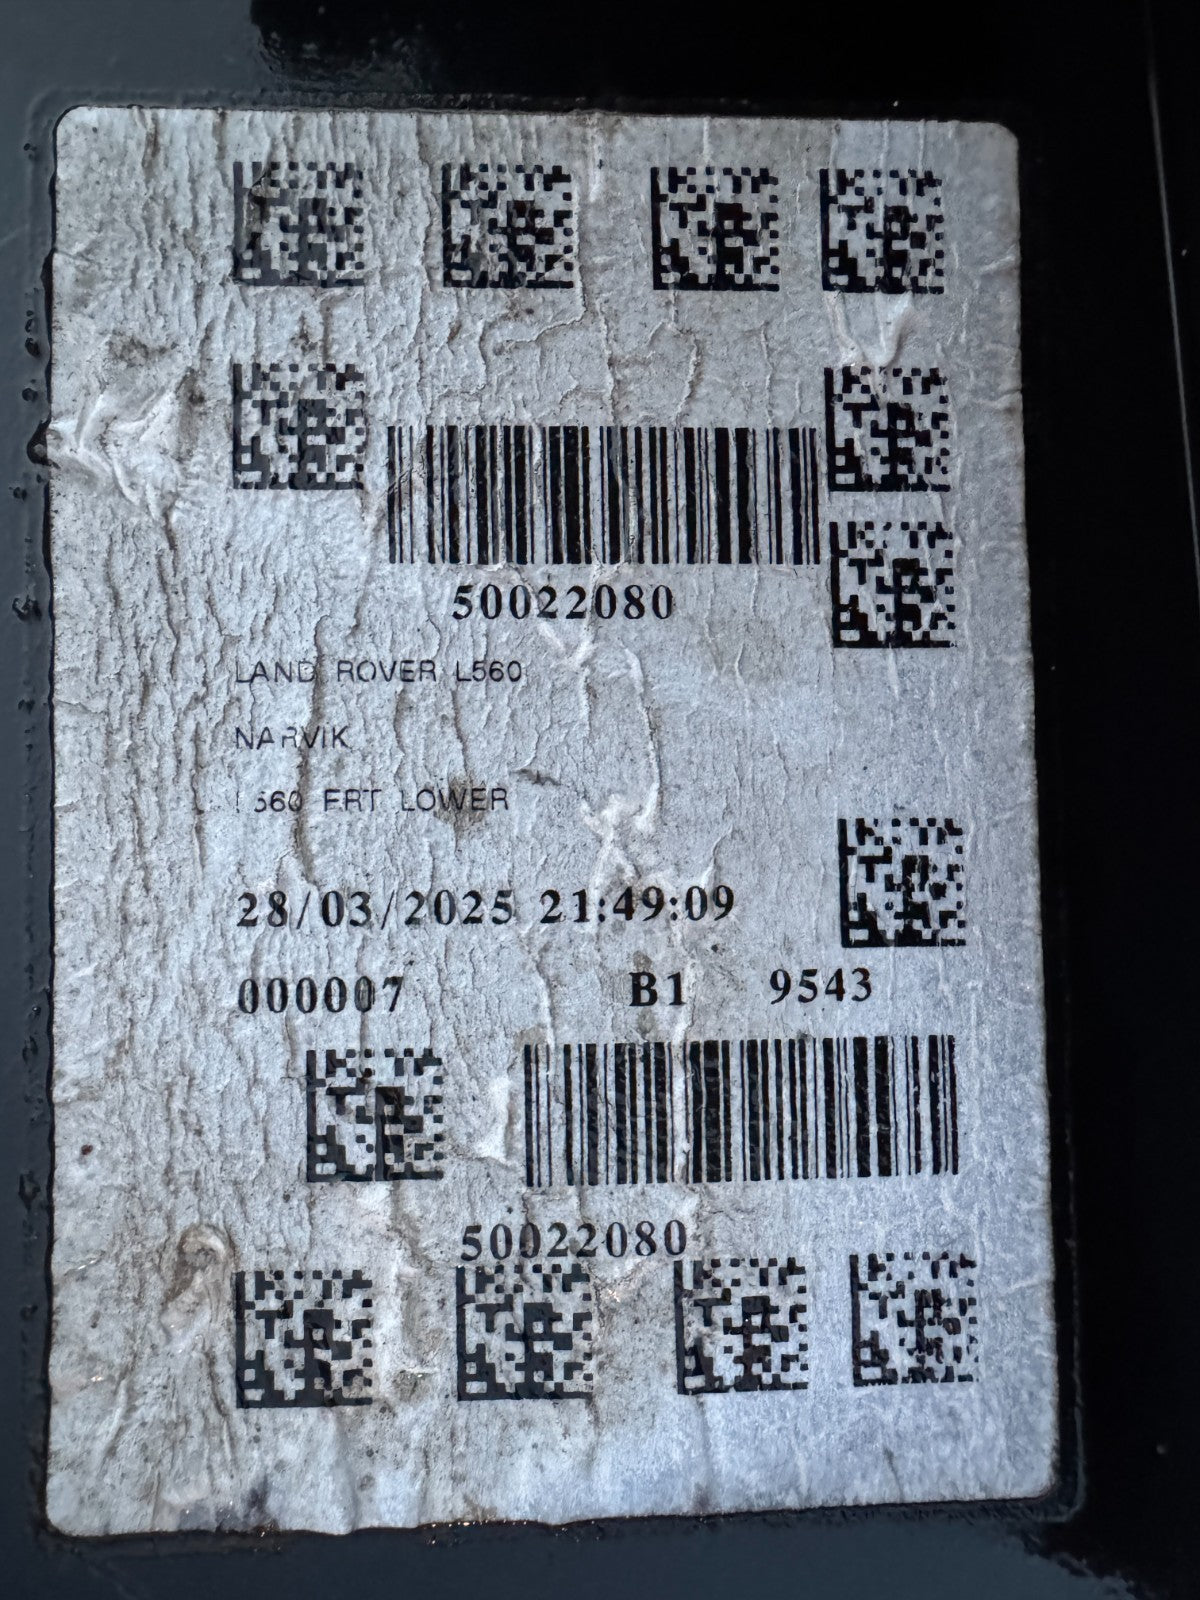 50022080
LAND ROVER L560
NARVIK
L560 FRT LOWER
28/03/2025 21:49:09
000007 B1 9543
50022080